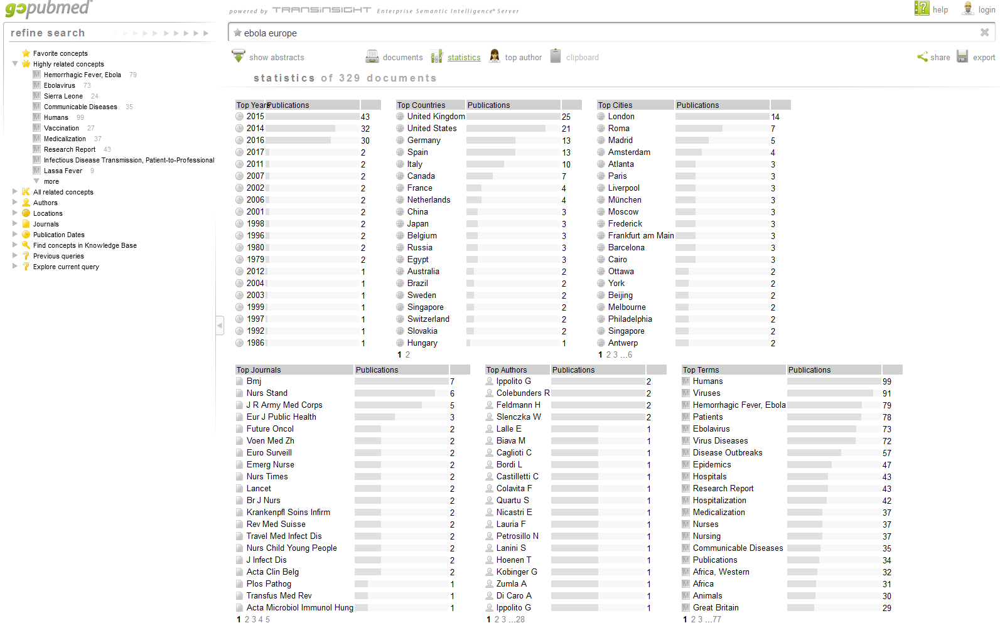 gopubmed
powered by TRANSINSIGHT Enterprise Semantic Intelligence® Server
help login
refine search
ebola europe
show abstracts documents statistics top author clipboard share export
statistics of 329 documents
Favorite concepts
Highly related concepts
Hemorrhagic Fever, Ebola 79
Ebolavirus 73
Sierra Leone 24
Communicable Diseases 35
Humans 99
Vaccination 27
Medicalization 37
Research Report 43
Infectious Disease Transmission, Patient-to-Professional
Lassa Fever 9
more
All related concepts
Authors
Locations
Journals
Publication Dates
Find concepts in Knowledge Base
Previous queries
Explore current query
Top Years Publications
2015 43
2014 32
2016 30
2017 2
2011 2
2007 2
2002 2
2006 2
2001 2
1998 2
1996 2
1980 2
1979 2
2012 1
2004 1
2003 1
1999 1
1997 1
1992 1
1986 1
Top Countries Publications
United Kingdom 25
United States 21
Germany 13
Spain 13
Italy 10
Canada 7
France 4
Netherlands 4
China 3
Japan 3
Belgium 3
Russia 3
Egypt 3
Australia 2
Brazil 2
Sweden 2
Singapore 2
Switzerland 2
Slovakia 2
Hungary 1
1 2
Top Cities Publications
London 14
Roma 7
Madrid 5
Amsterdam 4
Atlanta 3
Paris 3
Liverpool 3
München 3
Moscow 3
Frederick 3
Frankfurt am Main 3
Barcelona 3
Cairo 3
Ottawa 2
York 2
Beijing 2
Melbourne 2
Philadelphia 2
Singapore 2
Antwerp 2
1 2 3 ...6
Top Journals Publications
Bmj 7
Nurs Stand 6
J R Army Med Corps 5
Eur J Public Health 3
Future Oncol 2
Voen Med Zh 2
Euro Surveill 2
Emerg Nurse 2
Nurs Times 2
Lancet 2
Br J Nurs 2
Krankenpfl Soins Infirm 2
Rev Med Suisse 2
Travel Med Infect Dis 2
Nurs Child Young People 2
J Infect Dis 2
Acta Clin Belg 2
Plos Pathog 1
Transfus Med Rev 1
Acta Microbiol Immunol Hung 1
1 2 3 4 5
Top Authors Publications
Ippolito G 2
Colebunders R 2
Feldmann H 2
Slenczka W 2
Lalle E 1
Biava M 1
Caglioti C 1
Bordi L 1
Castilletti C 1
Colavita F 1
Quartu S 1
Nicastri E 1
Lauria F 1
Petrosillo N 1
Lanini S 1
Hoenen T 1
Kobinger G 1
Zumla A 1
Di Caro A 1
Ippolito G 1
1 2 3 ...28
Top Terms Publications
Humans 99
Viruses 91
Hemorrhagic Fever, Ebola 79
Patients 78
Ebolavirus 73
Virus Diseases 72
Disease Outbreaks 57
Epidemics 47
Hospitals 43
Research Report 43
Hospitalization 42
Medicalization 37
Nurses 37
Nursing 37
Communicable Diseases 35
Publications 34
Africa, Western 32
Africa 31
Animals 30
Great Britain 29
1 2 3 ...77